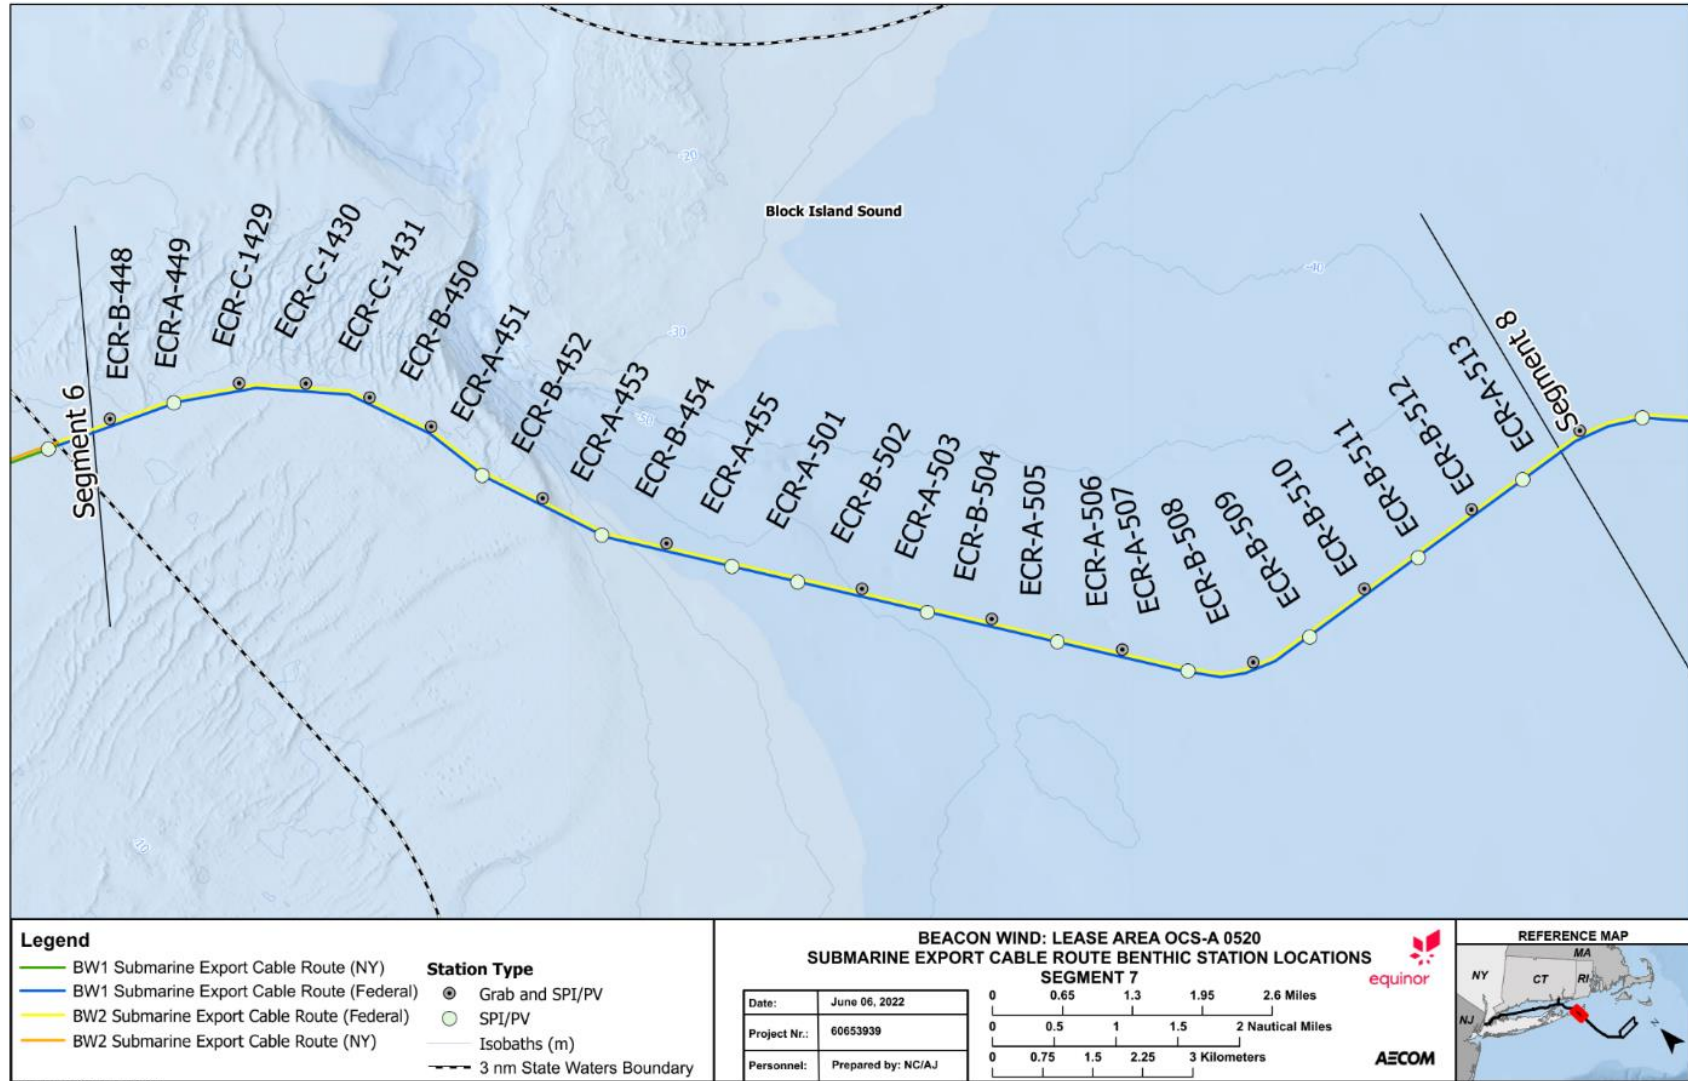 Block Island Sound
-20
-30
-40
-50
-10
Segment 6
ECR-B-448
ECR-A-449
ECR-C-1429
ECR-C-1430
ECR-C-1431
ECR-B-450
ECR-A-451
ECR-B-452
ECR-A-453
ECR-B-454
ECR-A-455
ECR-A-501
ECR-B-502
ECR-A-503
ECR-B-504
ECR-A-505
ECR-A-506
ECR-A-507
ECR-B-508
ECR-B-509
ECR-B-510
ECR-B-511
ECR-B-512
ECR-A-513
Segment 8
Legend
BW1 Submarine Export Cable Route (NY)
BW1 Submarine Export Cable Route (Federal)
BW2 Submarine Export Cable Route (Federal)
BW2 Submarine Export Cable Route (NY)
Station Type
Grab and SPI/PV
SPI/PV
Isobaths (m)
3 nm State Waters Boundary
BEACON WIND: LEASE AREA OCS-A 0520
SUBMARINE EXPORT CABLE ROUTE BENTHIC STATION LOCATIONS
SEGMENT 7
equinor
Date: June 06, 2022
Project Nr.: 60653939
Personnel: Prepared by: NC/AJ
0 0.65 1.3 1.95 2.6 Miles
0 0.5 1 1.5 2 Nautical Miles
0 0.75 1.5 2.25 3 Kilometers
AECOM
REFERENCE MAP
MA
NY CT RI
NJ
N